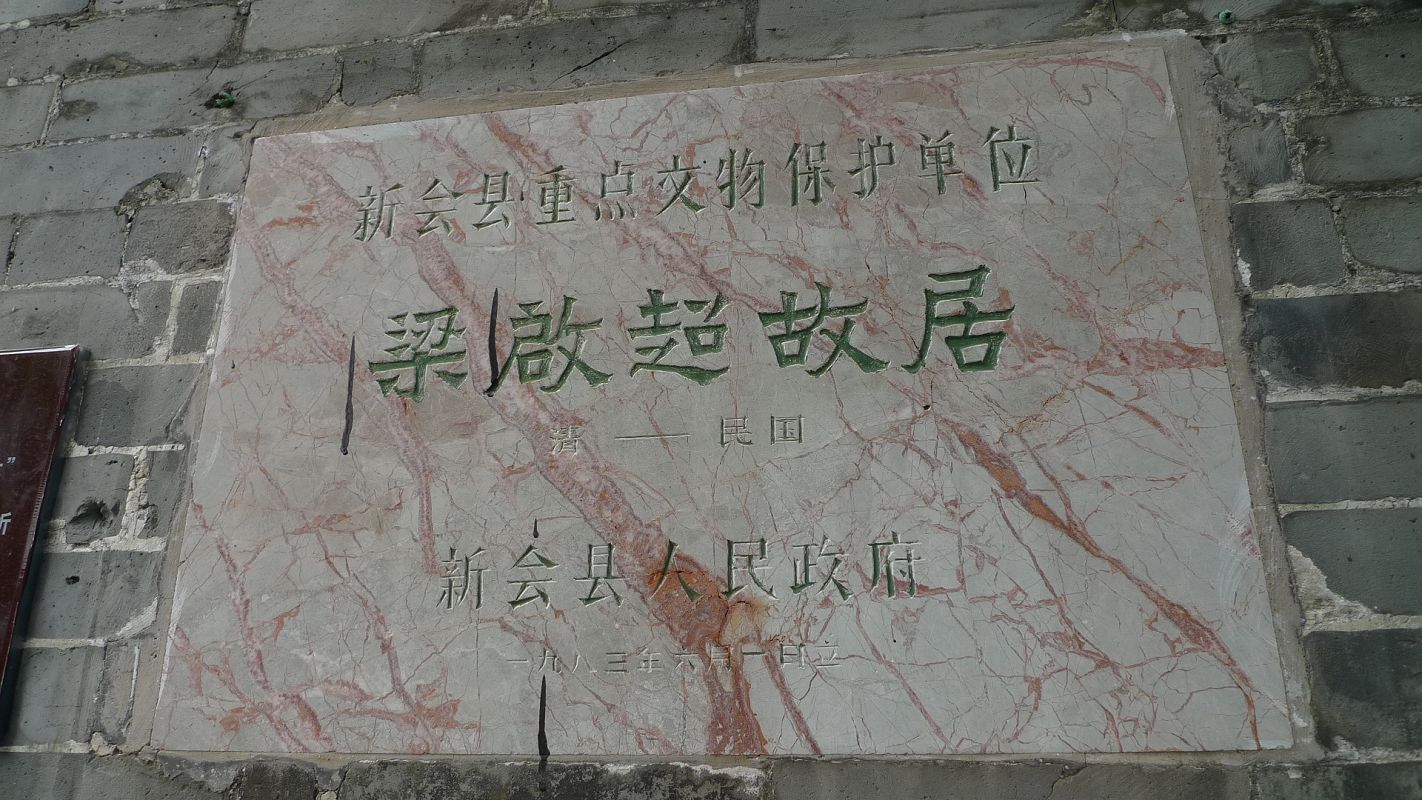 新会县重点文物保护单位
梁啟超故居
清——民国
新会县人民政府
一九八三年六月一日立